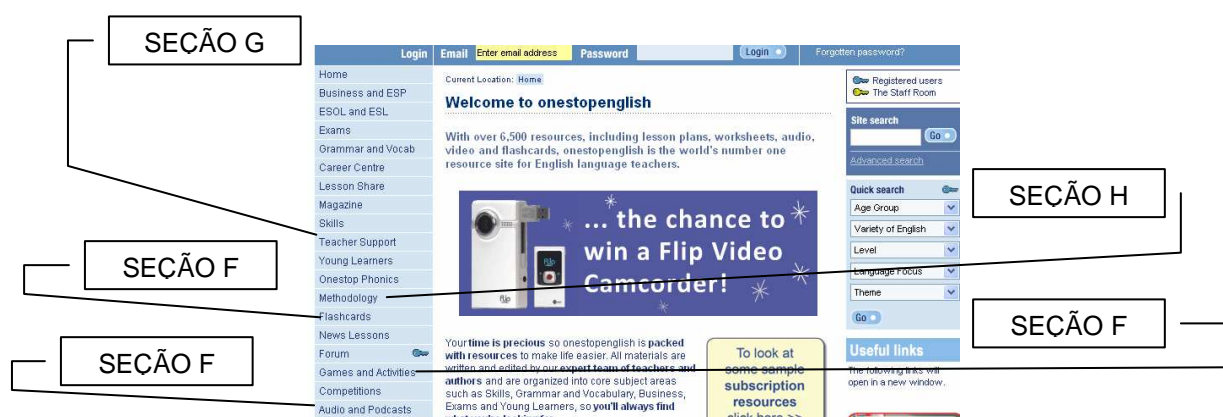 SEÇÃO G
Login Email Enter email address Password Login Forgotten password?
Home
Business and ESP
ESOL and ESL
Exams
Grammar and Vocab
Career Centre
Lesson Share
Magazine
Skills
Teacher Support
Young Learners
Onestop Phonics
Methodology
Flashcards
News Lessons
Forum
Games and Activities
Competitions
Audio and Podcasts
SEÇÃO F
SEÇÃO F
Current Location: Home
Welcome to onestopenglish
With over 6,500 resources, including lesson plans, worksheets, audio,
video and flashcards, onestopenglish is the world's number one
resource site for English language teachers.
flip
flip
... the chance to
win a Flip Video
Camcorder!
Your time is precious so onestopenglish is packed
with resources to make life easier. All materials are
written and edited by our expert team of teachers and
authors and are organized into core subject areas
such as Skills, Grammar and Vocabulary, Business,
Exams and Young Learners, so you'll always find
To look at
some sample
subscription
resources
click here >>
Registered users
The Staff Room
Site search
Go
Advanced search
Quick search
Age Group
Variety of English
Level
Language Focus
Theme
Go
Useful links
The following links will
open in a new window.
SEÇÃO H
SEÇÃO F